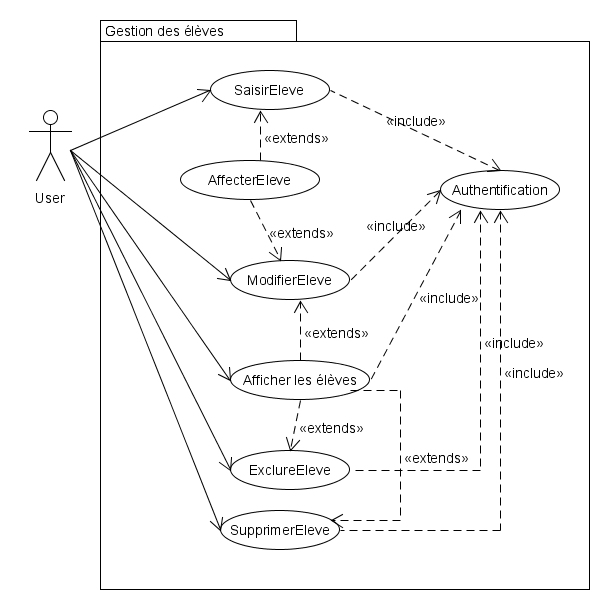 Gestion des élèves
SaisirEleve
«include»
«extends»
AffecterEleve
Authentification
User
«include»
«extends»
ModifierEleve
«include»
«extends»
«include»
Afficher les élèves
«include»
«extends»
«extends»
ExclureEleve
SupprimerEleve